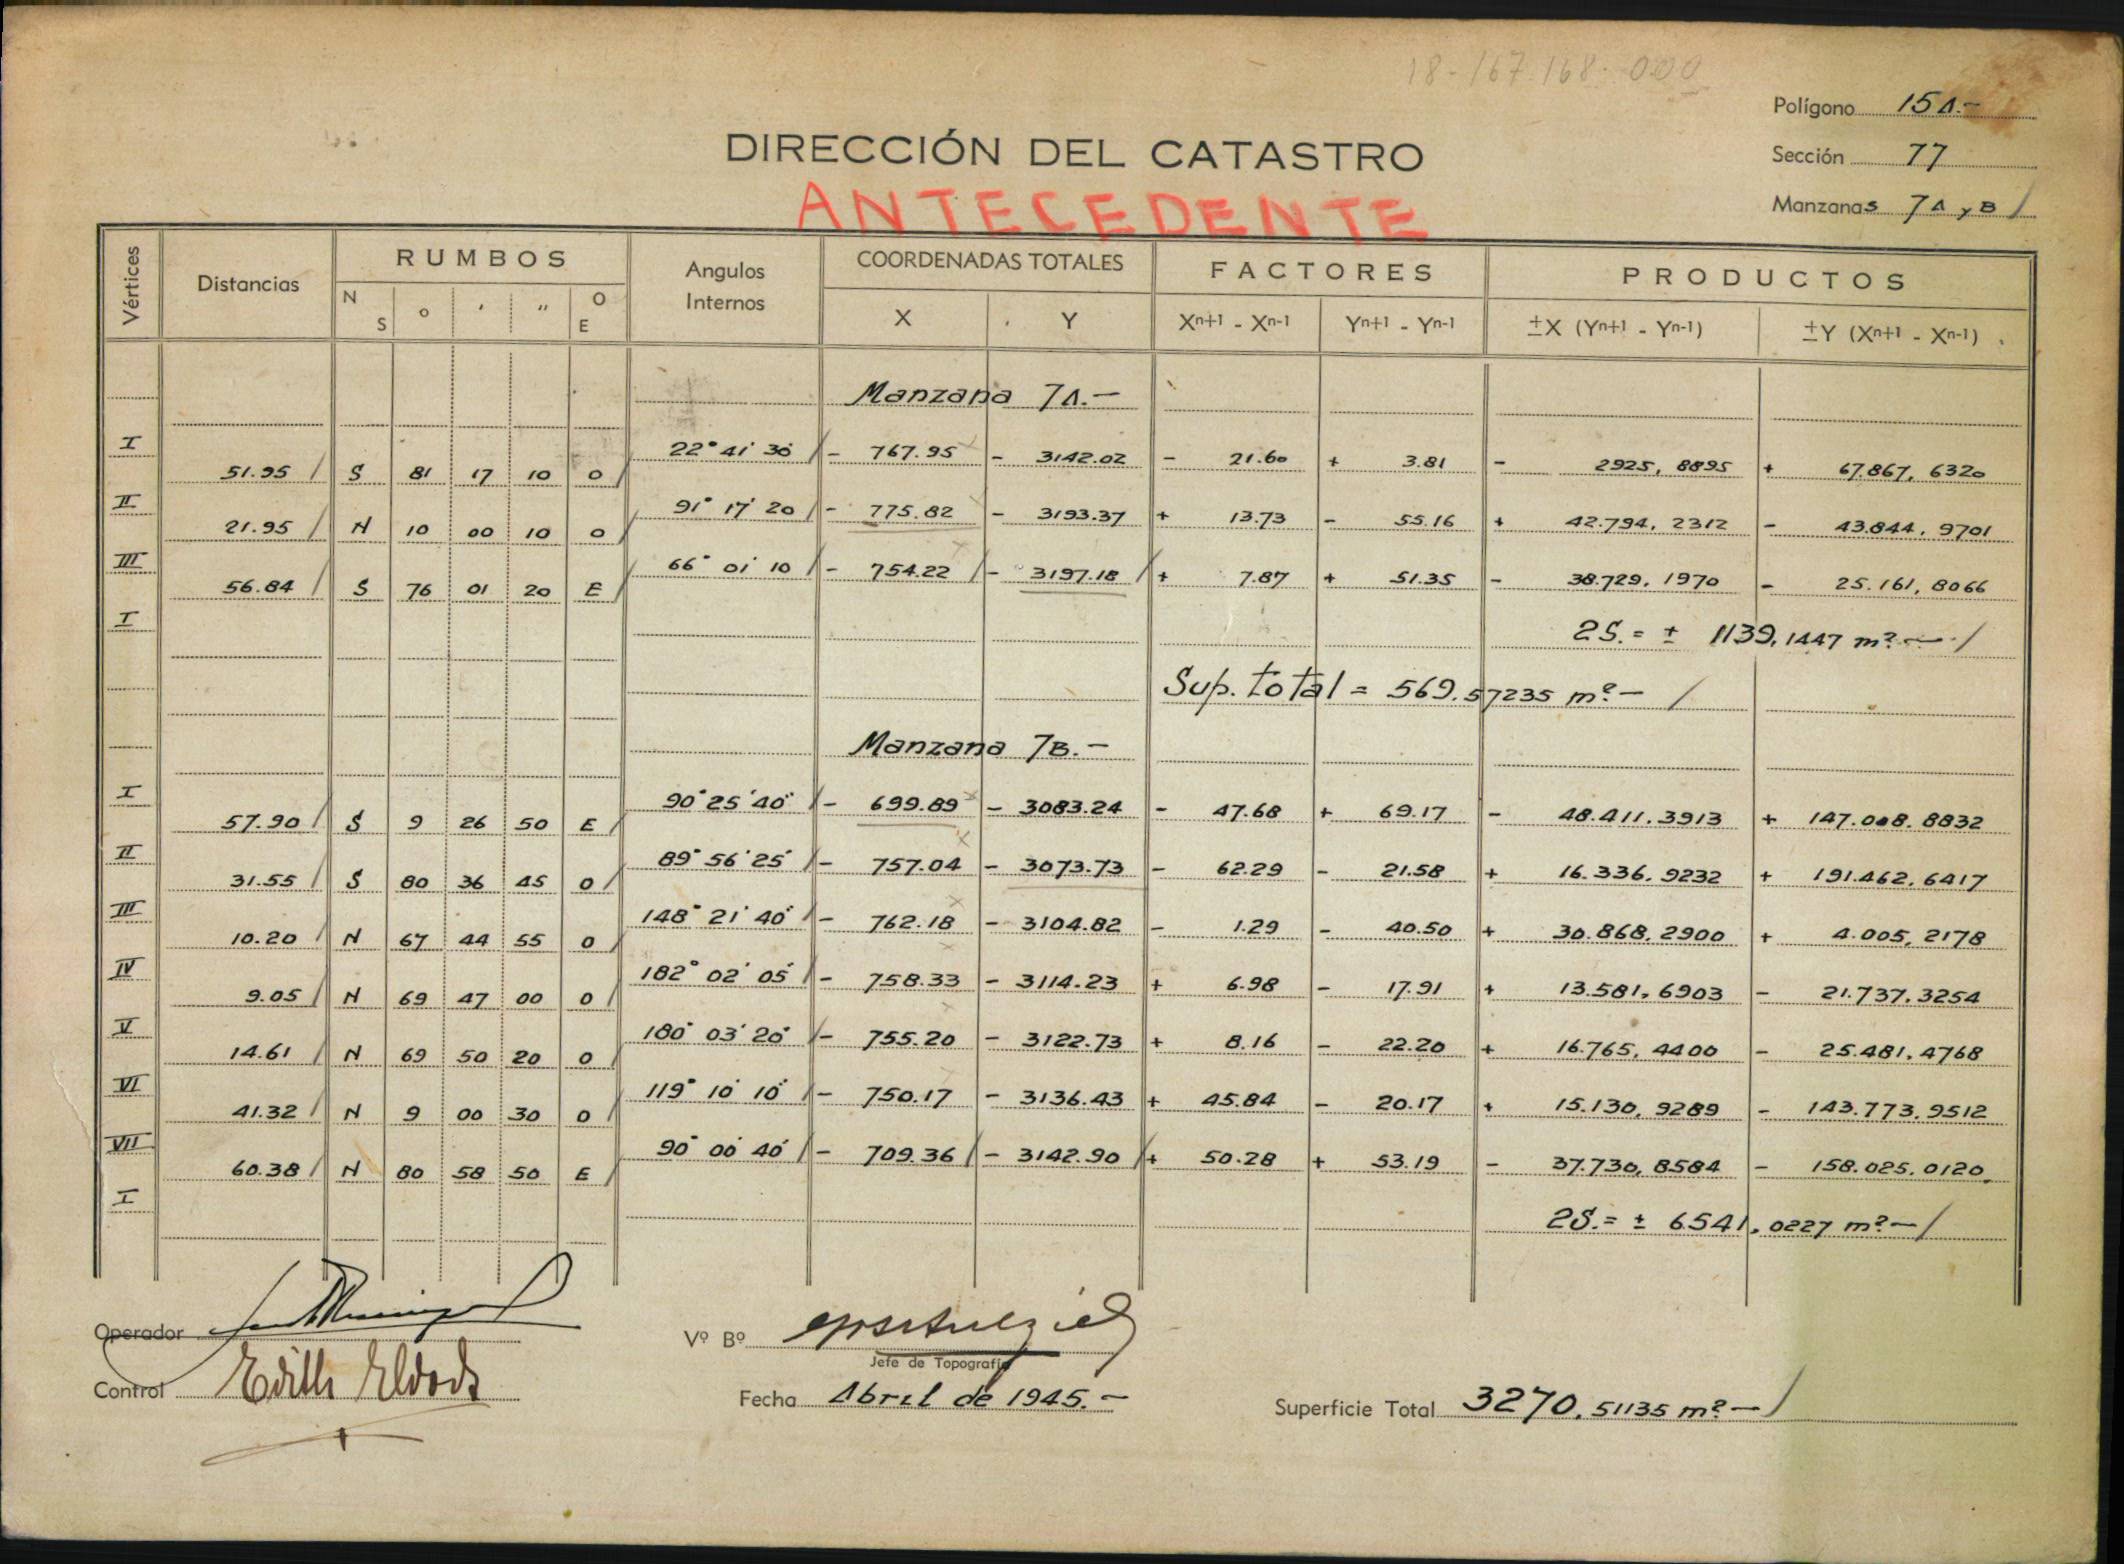 18-167.168-000
Polígono 15A.-
DIRECCIÓN DEL CATASTRO
Sección 77
ANTECEDENTE
Manzanas 7A y B /
Vértices Distancias RUMBOS Angulos Internos COORDENADAS TOTALES FACTORES PRODUCTOS
N S ° ' " O E X Y Xn+1 - Xn-1 Yn+1 - Yn-1 ±X (Yn+1 - Yn-1) ±Y (Xn+1 - Xn-1)
Manzana 7A.-
I 22° 41' 30" / - 767.95 - 3142.02 - 21.60 + 3.81 - 2925,8895 + 67.867,6320
51.95 / S 81 17 10 O /
II 91° 17' 20 / - 775.82 - 3193.37 + 13.73 - 55.16 + 42.794,2312 - 43.844,9701
21.95 / N 10 00 10 O /
III 66° 01' 10 / - 754.22 / - 3197.18 / + 7.87 + 51.35 - 38.729,1970 - 25.161,8066
56.84 / S 76 01 20 E /
I 2S.= ± 1139,1447 m².- /
Sup. total = 569.57235 m².- /
Manzana 7B.-
I 90° 25' 40" / - 699.89 - 3083.24 - 47.68 + 69.17 - 48.411.3913 + 147.008.8832
57.90 / S 9 26 50 E /
II 89° 56' 25" / - 757.04 - 3073.73 - 62.29 - 21.58 + 16.336,9232 + 191.462,6417
31.55 / S 80 36 45 O /
III 148° 21' 40" / - 762.18 - 3104.82 - 1.29 - 40.50 + 30.868,2900 + 4.005,2178
10.20 / N 67 44 55 O /
IV 182° 02' 05" / - 758.33 - 3114.23 + 6.98 - 17.91 + 13.581,6903 - 21.737,3254
9.05 / N 69 47 00 O /
V 180° 03' 20" / - 755.20 - 3122.73 + 8.16 - 22.20 + 16.765,4400 - 25.481,4768
14.61 / N 69 50 20 O /
VI 119° 10' 10" / - 750.17 - 3136.43 + 45.84 - 20.17 + 15.130,9289 - 143.773,9512
41.32 / N 9 00 30 O /
VII 90° 00' 40" / - 709.36 / - 3142.90 / + 50.28 + 53.19 - 37.730,8584 - 158.025.0120
60.38 / N 80 58 50 E /
I 2S.= ± 6541,0227 m².- /
Operador
Vº Bº
Jefe de Topografía
Control Edith
Fecha Abril de 1945.-
Superficie Total 3270,51135 m².- /